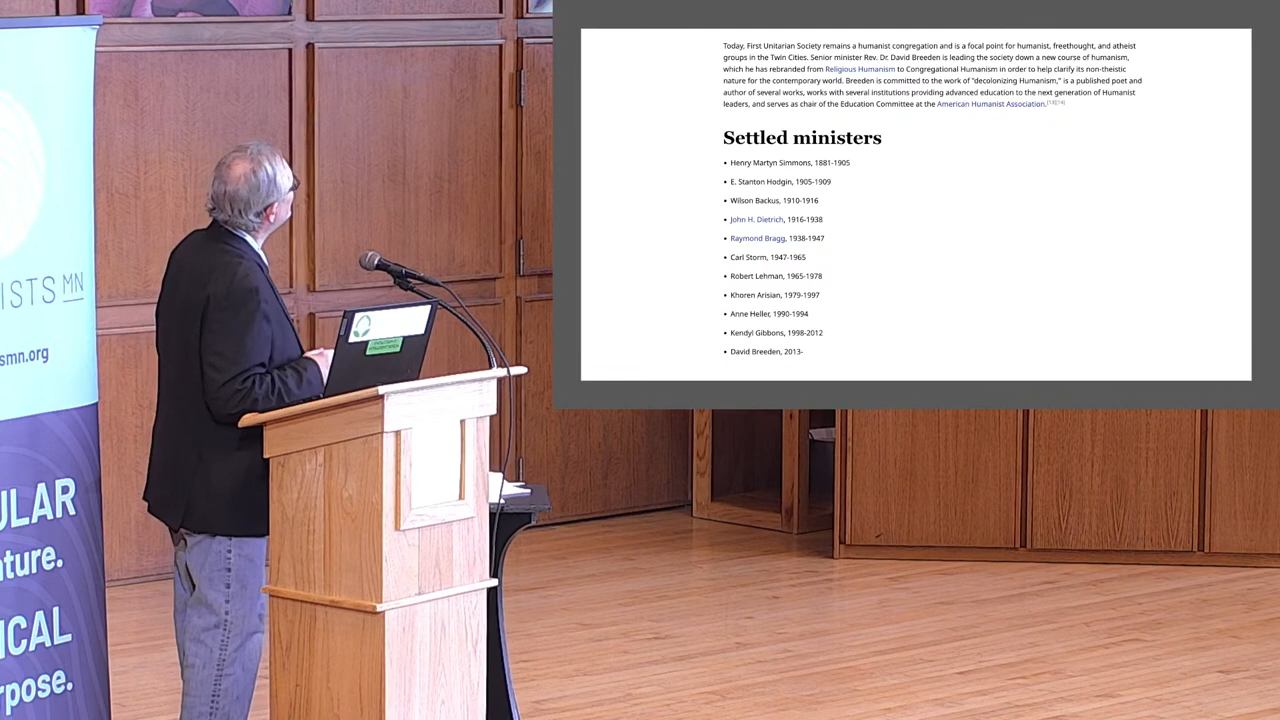 Today, First Unitarian Society remains a humanist congregation and is a focal point for humanist, freethought, and atheist
groups in the Twin Cities. Senior minister Rev. Dr. David Breeden is leading the society down a new course of humanism,
which he has rebranded from Religious Humanism to Congregational Humanism in order to help clarify its non-theistic
nature for the contemporary world. Breeden is committed to the work of "decolonizing Humanism," is a published poet and
author of several works, works with several institutions providing advanced education to the next generation of Humanist
leaders, and serves as chair of the Education Committee at the American Humanist Association.[13][14]
Settled ministers
• Henry Martyn Simmons, 1881-1905
• E. Stanton Hodgin, 1905-1909
• Wilson Backus, 1910-1916
• John H. Dietrich, 1916-1938
• Raymond Bragg, 1938-1947
• Carl Storm, 1947-1965
• Robert Lehman, 1965-1978
• Khoren Arisian, 1979-1997
• Anne Heller, 1990-1994
• Kendyl Gibbons, 1998-2012
• David Breeden, 2013-
ISTS MN
smn.org
ULAR
ature.
ICAL
rpose.